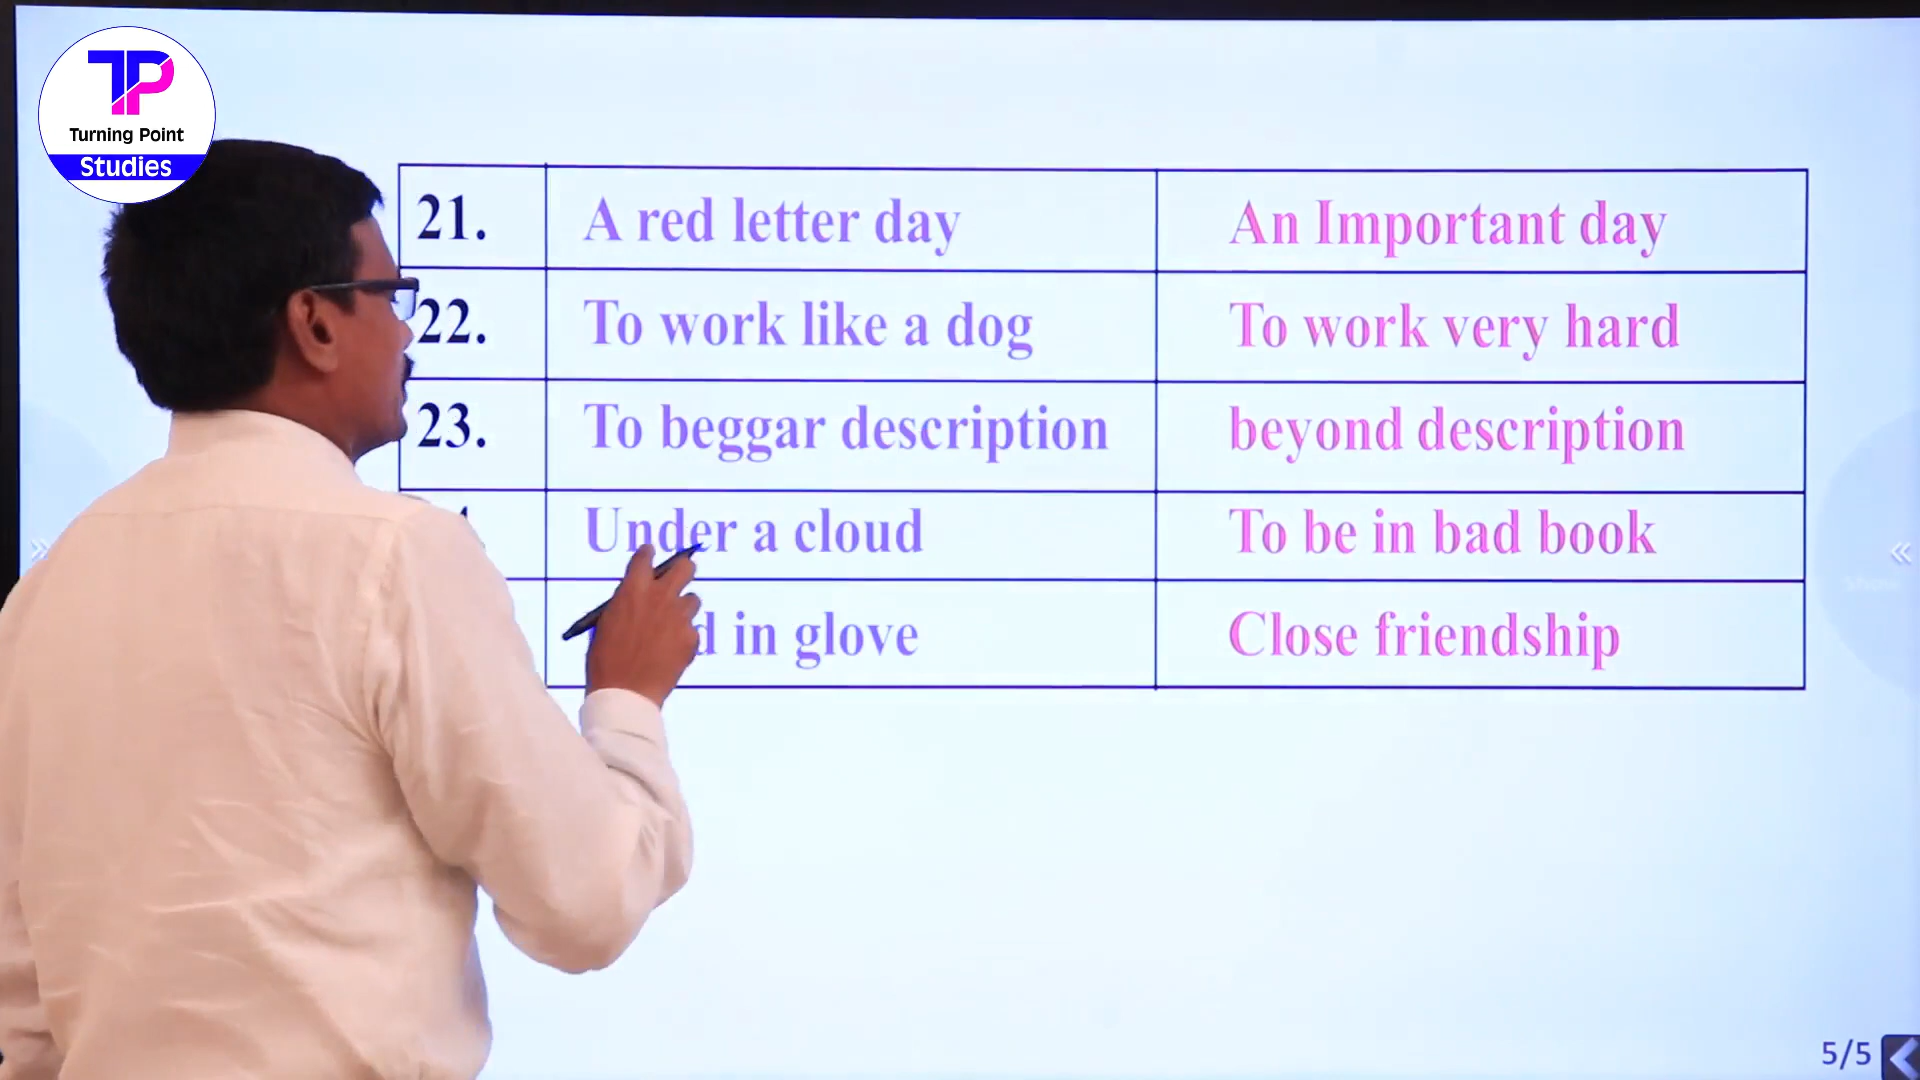 TP
Turning Point
Studies
21. A red letter day An Important day
22. To work like a dog To work very hard
23. To beggar description beyond description
Under a cloud To be in bad book
in glove Close friendship
5/5